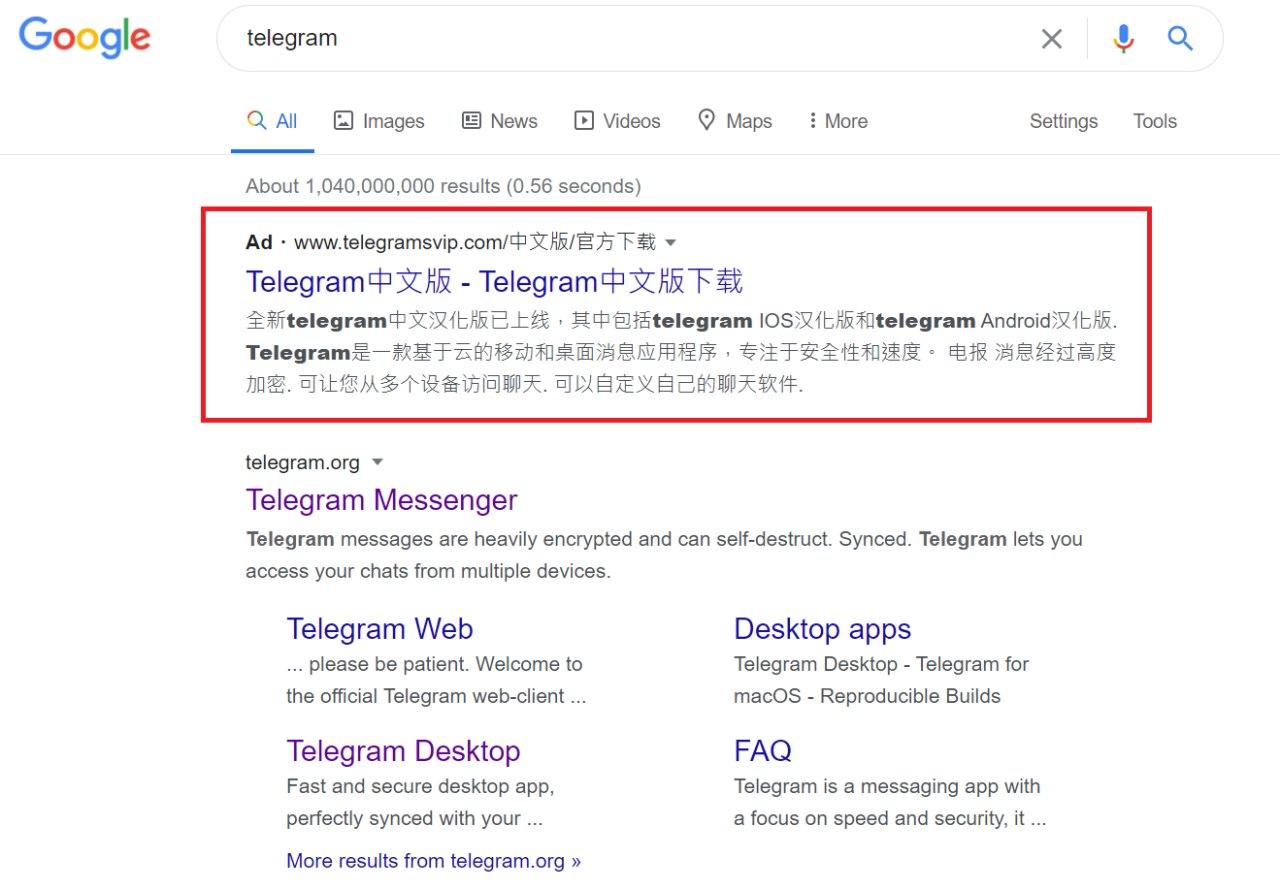 Google
telegram
All Images News Videos Maps More Settings Tools
About 1,040,000,000 results (0.56 seconds)
Ad · www.telegramsvip.com/中文版/官方下载
Telegram中文版 - Telegram中文版下载
全新telegram中文汉化版已上线，其中包括telegram IOS汉化版和telegram Android汉化版.
Telegram是一款基于云的移动和桌面消息应用程序，专注于安全性和速度。 电报 消息经过高度
加密. 可让您从多个设备访问聊天. 可以自定义自己的聊天软件.
telegram.org
Telegram Messenger
Telegram messages are heavily encrypted and can self-destruct. Synced. Telegram lets you
access your chats from multiple devices.
Telegram Web
... please be patient. Welcome to
the official Telegram web-client ...
Desktop apps
Telegram Desktop - Telegram for
macOS - Reproducible Builds
Telegram Desktop
Fast and secure desktop app,
perfectly synced with your ...
FAQ
Telegram is a messaging app with
a focus on speed and security, it ...
More results from telegram.org »